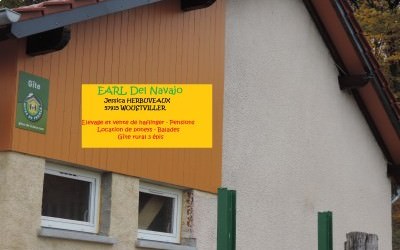 Gîte
EARL Del Navajo
Jessica HERBUVEAUX
57915 WOUSTVILLER
Elevage et vente de haflinger - Pensions
Location de poneys - Balades
Gîte rural 3 épis